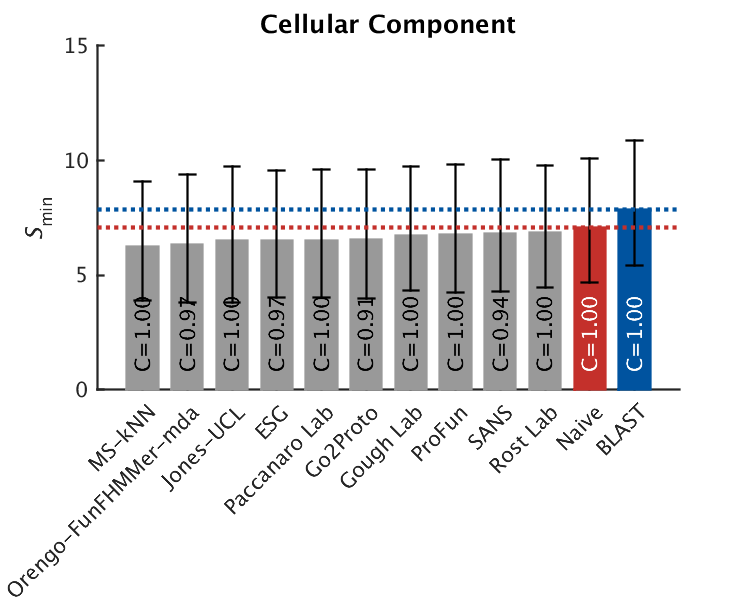 Cellular Component
15
10
5
0
Smin
C=1.00
C=0.97
C=1.00
C=0.97
C=1.00
C=0.91
C=1.00
C=1.00
C=0.94
C=1.00
C=1.00
C=1.00
MS-kNN
Orengo-FunFHMMer-mda
Jones-UCL
ESG
Paccanaro Lab
Go2Proto
Gough Lab
ProFun
SANS
Rost Lab
Naive
BLAST